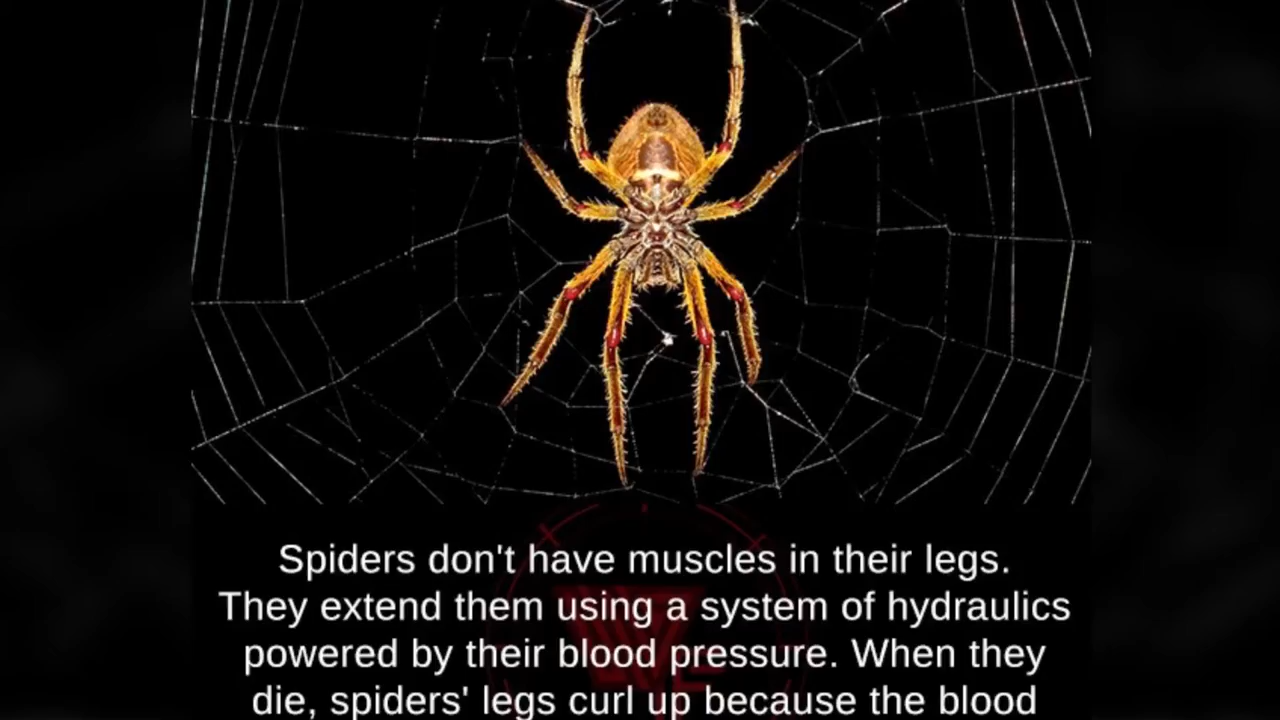 Spiders don't have muscles in their legs.
They extend them using a system of hydraulics
powered by their blood pressure. When they
die, spiders' legs curl up because the blood